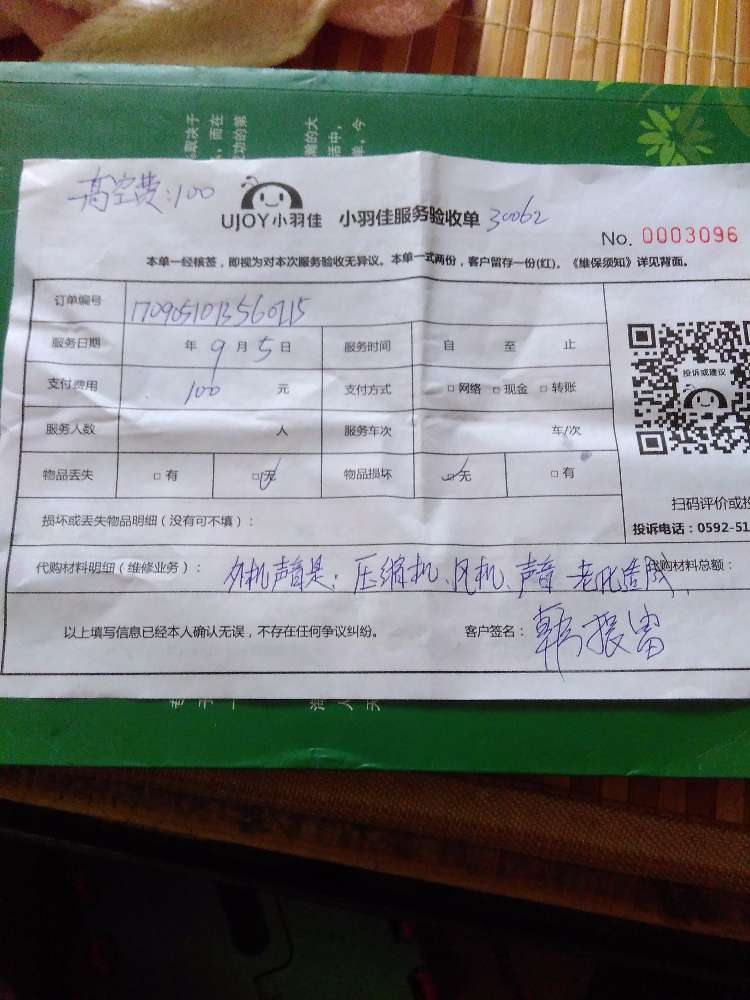 高空费:100
UJOY小羽佳 小羽佳服务验收单 30062
No. 0003096
本单一经核签，即视为对本次服务验收无异议。本单一式两份，客户留存一份(红)。《维保须知》详见背面。
订单编号 1709051013560115
服务日期 年 9 月 5 日 服务时间 自 至 止
支付费用 100 元 支付方式 □ 网络 □ 现金 □ 转账
服务人数 人 服务车次 车/次
物品丢失 □ 有 □ 无 物品损坏 □ 无 □ 有
投诉或建议
扫码评价或投
损坏或丢失物品明细（没有可不填）：
投诉电话：0592-51
代购材料明细（维修业务）： 外机声音是：压缩机、风机、声音 老化造成 代购材料总额：
以上填写信息已经本人确认无误，不存在任何争议纠纷。 客户签名：